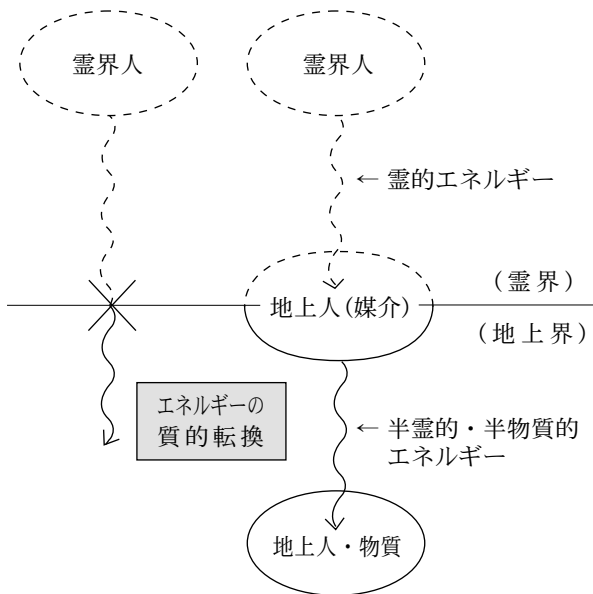 霊界人
霊界人
← 霊的エネルギー
地上人(媒介)
(霊界)
(地上界)
エネルギーの
質的転換
← 半霊的・半物質的
エネルギー
地上人・物質